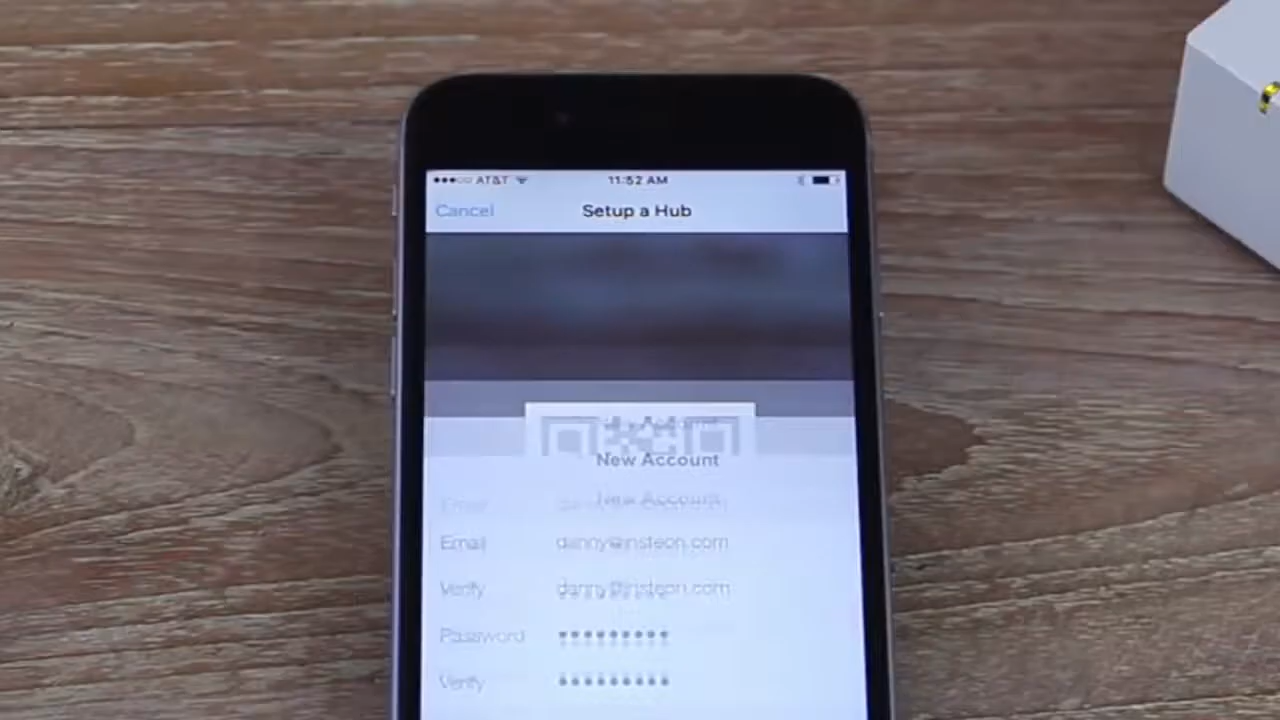 AT&T 11:52 AM
Cancel Setup a Hub
New Account
New Account
Email danny@insteon.com
Verify danny@insteon.com
Password •••••••••
Verify •••••••••